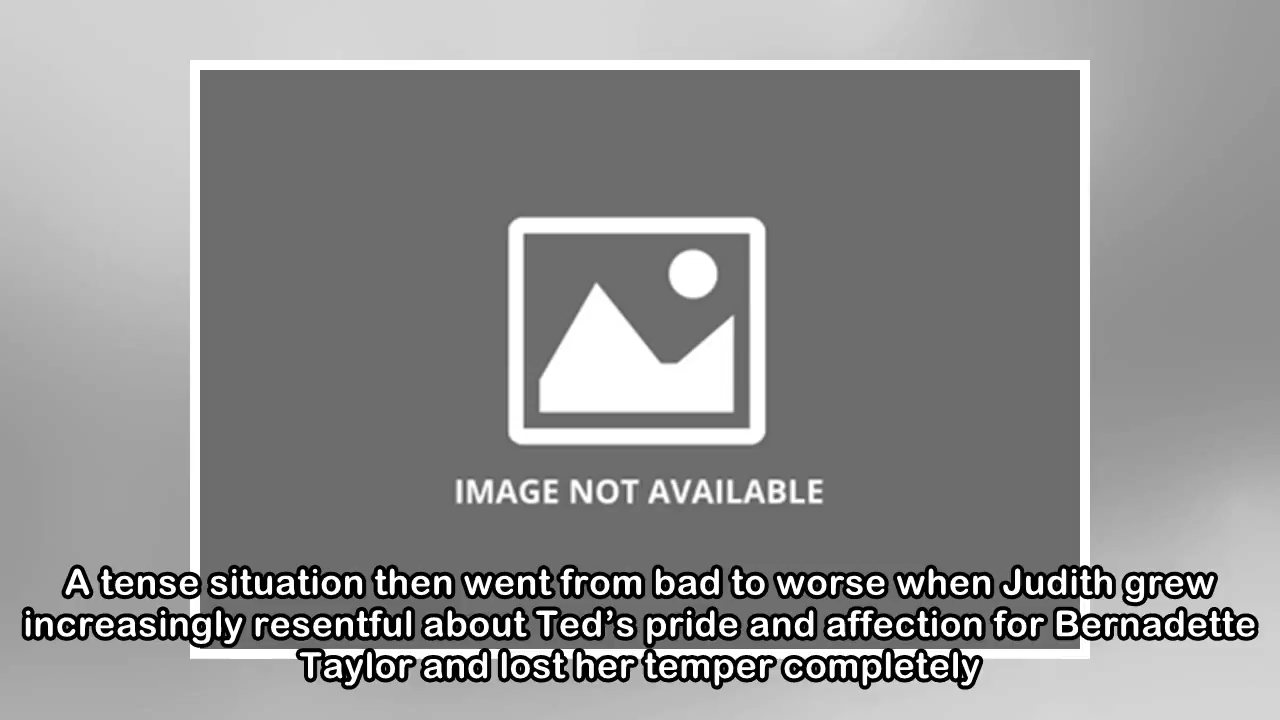 IMAGE NOT AVAILABLE
A tense situation then went from bad to worse when Judith grew
increasingly resentful about Ted’s pride and affection for Bernadette
Taylor and lost her temper completely